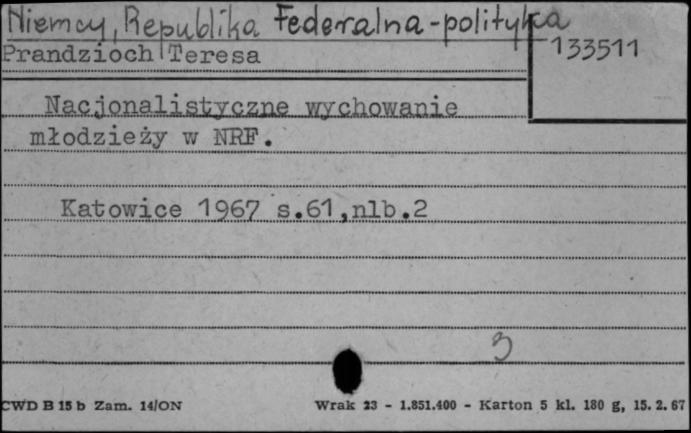 Niemcy, Republika Federalna - polityka
133511
Prandzioch Teresa
Nacjonalistyczne wychowanie
młodzieży w NRF.
Katowice 1967 s.61,nlb.2
3
CWD B 15 b Zam. 14/ON Wrak 23 - 1.851.400 - Karton 5 kl. 180 g, 15. 2. 67